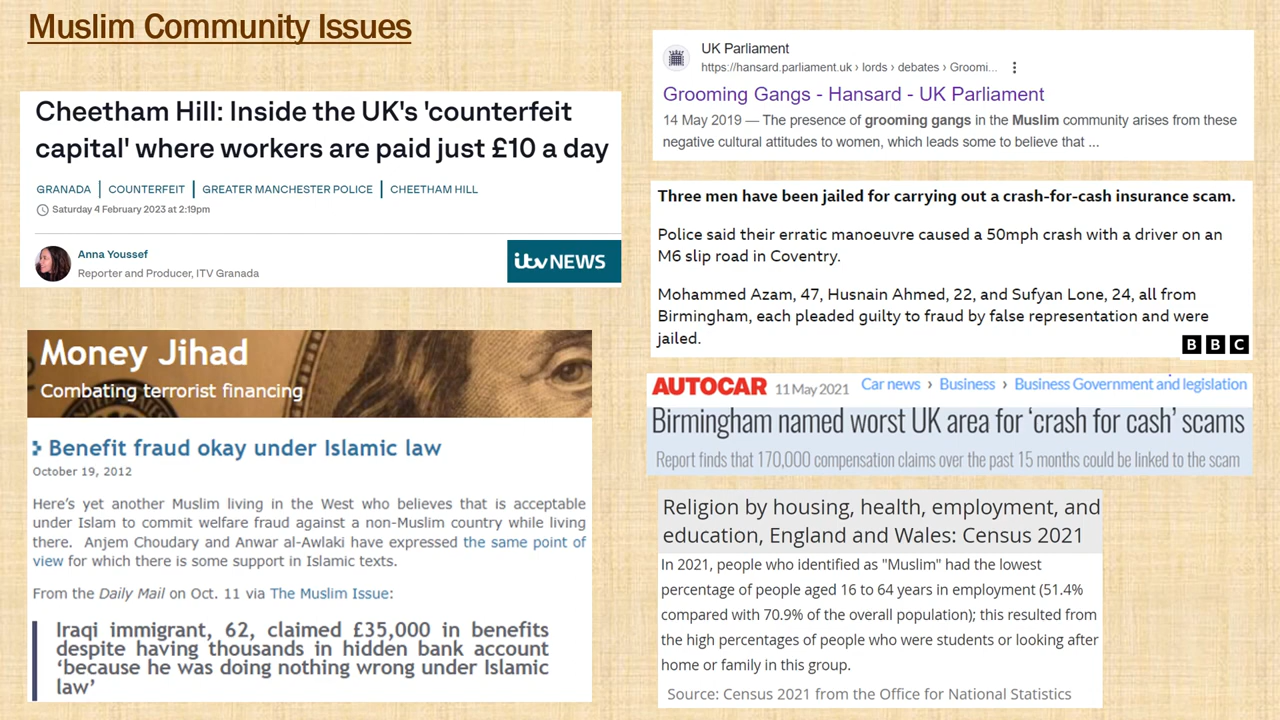 Muslim Community Issues
Cheetham Hill: Inside the UK's 'counterfeit
capital' where workers are paid just £10 a day
GRANADA | COUNTERFEIT | GREATER MANCHESTER POLICE | CHEETHAM HILL
Saturday 4 February 2023 at 2:19pm
Anna Youssef
Reporter and Producer, ITV Granada
itv NEWS
Money Jihad
Combating terrorist financing
Benefit fraud okay under Islamic law
October 19, 2012
Here's yet another Muslim living in the West who believes that is acceptable
under Islam to commit welfare fraud against a non-Muslim country while living
there. Anjem Choudary and Anwar al-Awlaki have expressed the same point of
view for which there is some support in Islamic texts.
From the Daily Mail on Oct. 11 via The Muslim Issue:
Iraqi immigrant, 62, claimed £35,000 in benefits
despite having thousands in hidden bank account
‘because he was doing nothing wrong under Islamic
law’
UK Parliament
https://hansard.parliament.uk › lords › debates › Groomi...
Grooming Gangs - Hansard - UK Parliament
14 May 2019 — The presence of grooming gangs in the Muslim community arises from these
negative cultural attitudes to women, which leads some to believe that ...
Three men have been jailed for carrying out a crash-for-cash insurance scam.
Police said their erratic manoeuvre caused a 50mph crash with a driver on an
M6 slip road in Coventry.
Mohammed Azam, 47, Husnain Ahmed, 22, and Sufyan Lone, 24, all from
Birmingham, each pleaded guilty to fraud by false representation and were
jailed.
BBC
AUTOCAR 11 May 2021 Car news › Business › Business Government and legislation
Birmingham named worst UK area for ‘crash for cash’ scams
Report finds that 170,000 compensation claims over the past 15 months could be linked to the scam
Religion by housing, health, employment, and
education, England and Wales: Census 2021
In 2021, people who identified as "Muslim" had the lowest
percentage of people aged 16 to 64 years in employment (51.4%
compared with 70.9% of the overall population); this resulted from
the high percentages of people who were students or looking after
home or family in this group.
Source: Census 2021 from the Office for National Statistics